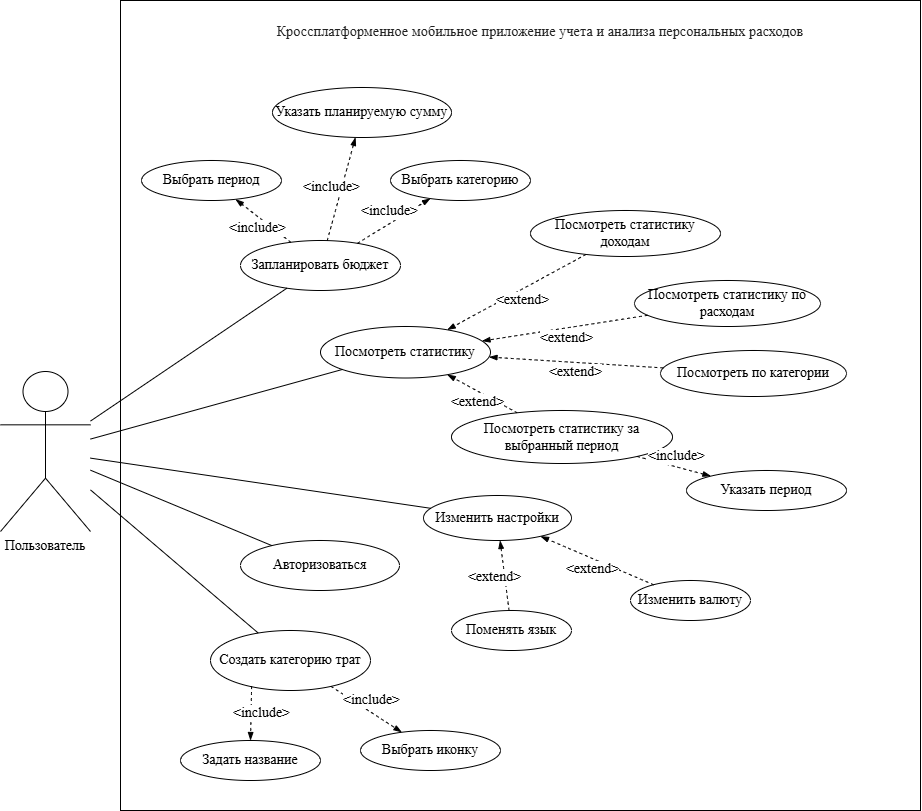 Кроссплатформенное мобильное приложение учета и анализа персональных расходов
Указать планируемую сумму
Выбрать период
<include>
Выбрать категорию
<include>
<include>
Запланировать бюджет
Посмотреть статистику
доходам
<extend>
Посмотреть статистику по
расходам
<extend>
Посмотреть статистику
<extend>
Посмотреть по категории
<extend>
Посмотреть статистику за
выбранный период
<include>
Указать период
Изменить настройки
Пользователь
Авторизоваться
<extend>
<extend>
Изменить валюту
Поменять язык
Создать категорию трат
<include>
<include>
Задать название
Выбрать иконку